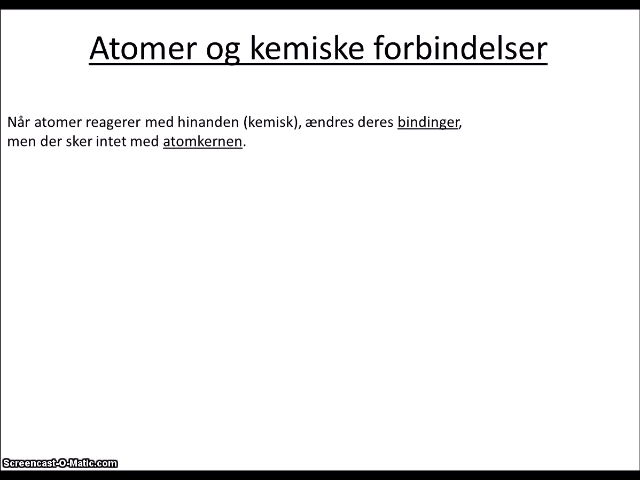 Atomer og kemiske forbindelser
Når atomer reagerer med hinanden (kemisk), ændres deres bindinger,
men der sker intet med atomkernen.
Screencast-O-Matic.com